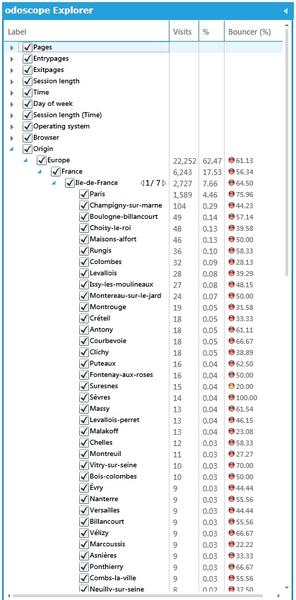 odoscope Explorer
Label Visits % Bouncer (%)
Pages
Entrypages
Exitpages
Session length
Time
Day of week
Session length (Time)
Operating system
Browser
Origin
Europe 22,252 62.47 61.13
France 6,243 17.53 56.34
Ile-de-France 1/ 7 2,727 7.66 64.50
Paris 1,589 4.46 75.96
Champigny-sur-marne 104 0.29 44.23
Boulogne-billancourt 49 0.14 57.14
Choisy-le-roi 48 0.13 39.58
Maisons-alfort 46 0.13 50.00
Rungis 36 0.10 58.33
Colombes 32 0.09 28.13
Levallois 28 0.08 39.29
Issy-les-moulineaux 27 0.08 48.15
Montereau-sur-le-jard 24 0.07 50.00
Montrouge 19 0.05 31.58
Créteil 18 0.05 33.33
Antony 18 0.05 61.11
Courbevoie 18 0.05 66.67
Clichy 18 0.05 38.89
Puteaux 16 0.04 62.50
Fontenay-aux-roses 16 0.04 50.00
Suresnes 15 0.04 20.00
Sèvres 14 0.04 100.00
Massy 13 0.04 61.54
Levallois-perret 13 0.04 46.15
Malakoff 13 0.04 23.08
Chelles 12 0.03 58.33
Montreuil 11 0.03 27.27
Vitry-sur-seine 10 0.03 70.00
Bois-colombes 10 0.03 50.00
Évry 9 0.03 44.44
Nanterre 9 0.03 55.56
Versailles 9 0.03 44.44
Billancourt 9 0.03 55.56
Vélizy 9 0.03 66.67
Marcoussis 9 0.03 22.22
Asnières 9 0.03 33.33
Ponthierry 9 0.03 66.67
Combs-la-ville 9 0.03 55.56
Neuilly-sur-seine 8 0.02 37.50